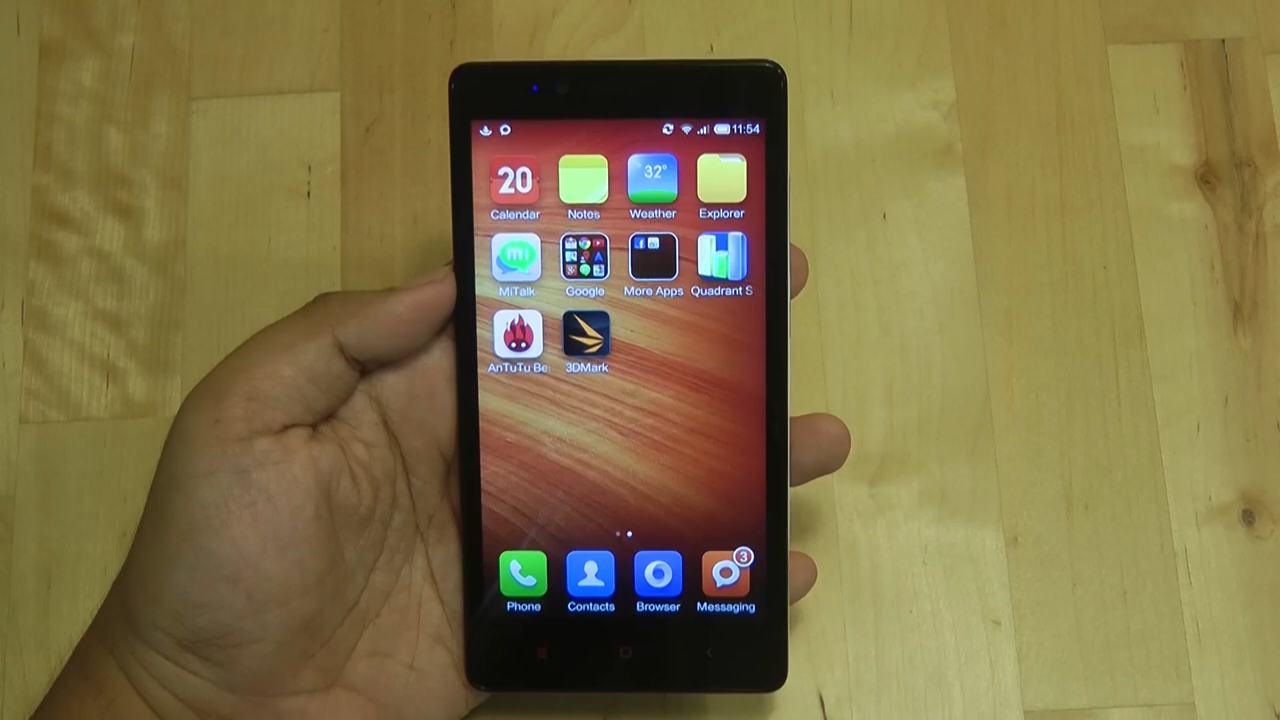 11:54
20
32°
Calendar Notes Weather Explorer
mi
MiTalk Google More Apps Quadrant S
AnTuTu Be 3DMark
3
Phone Contacts Browser Messaging